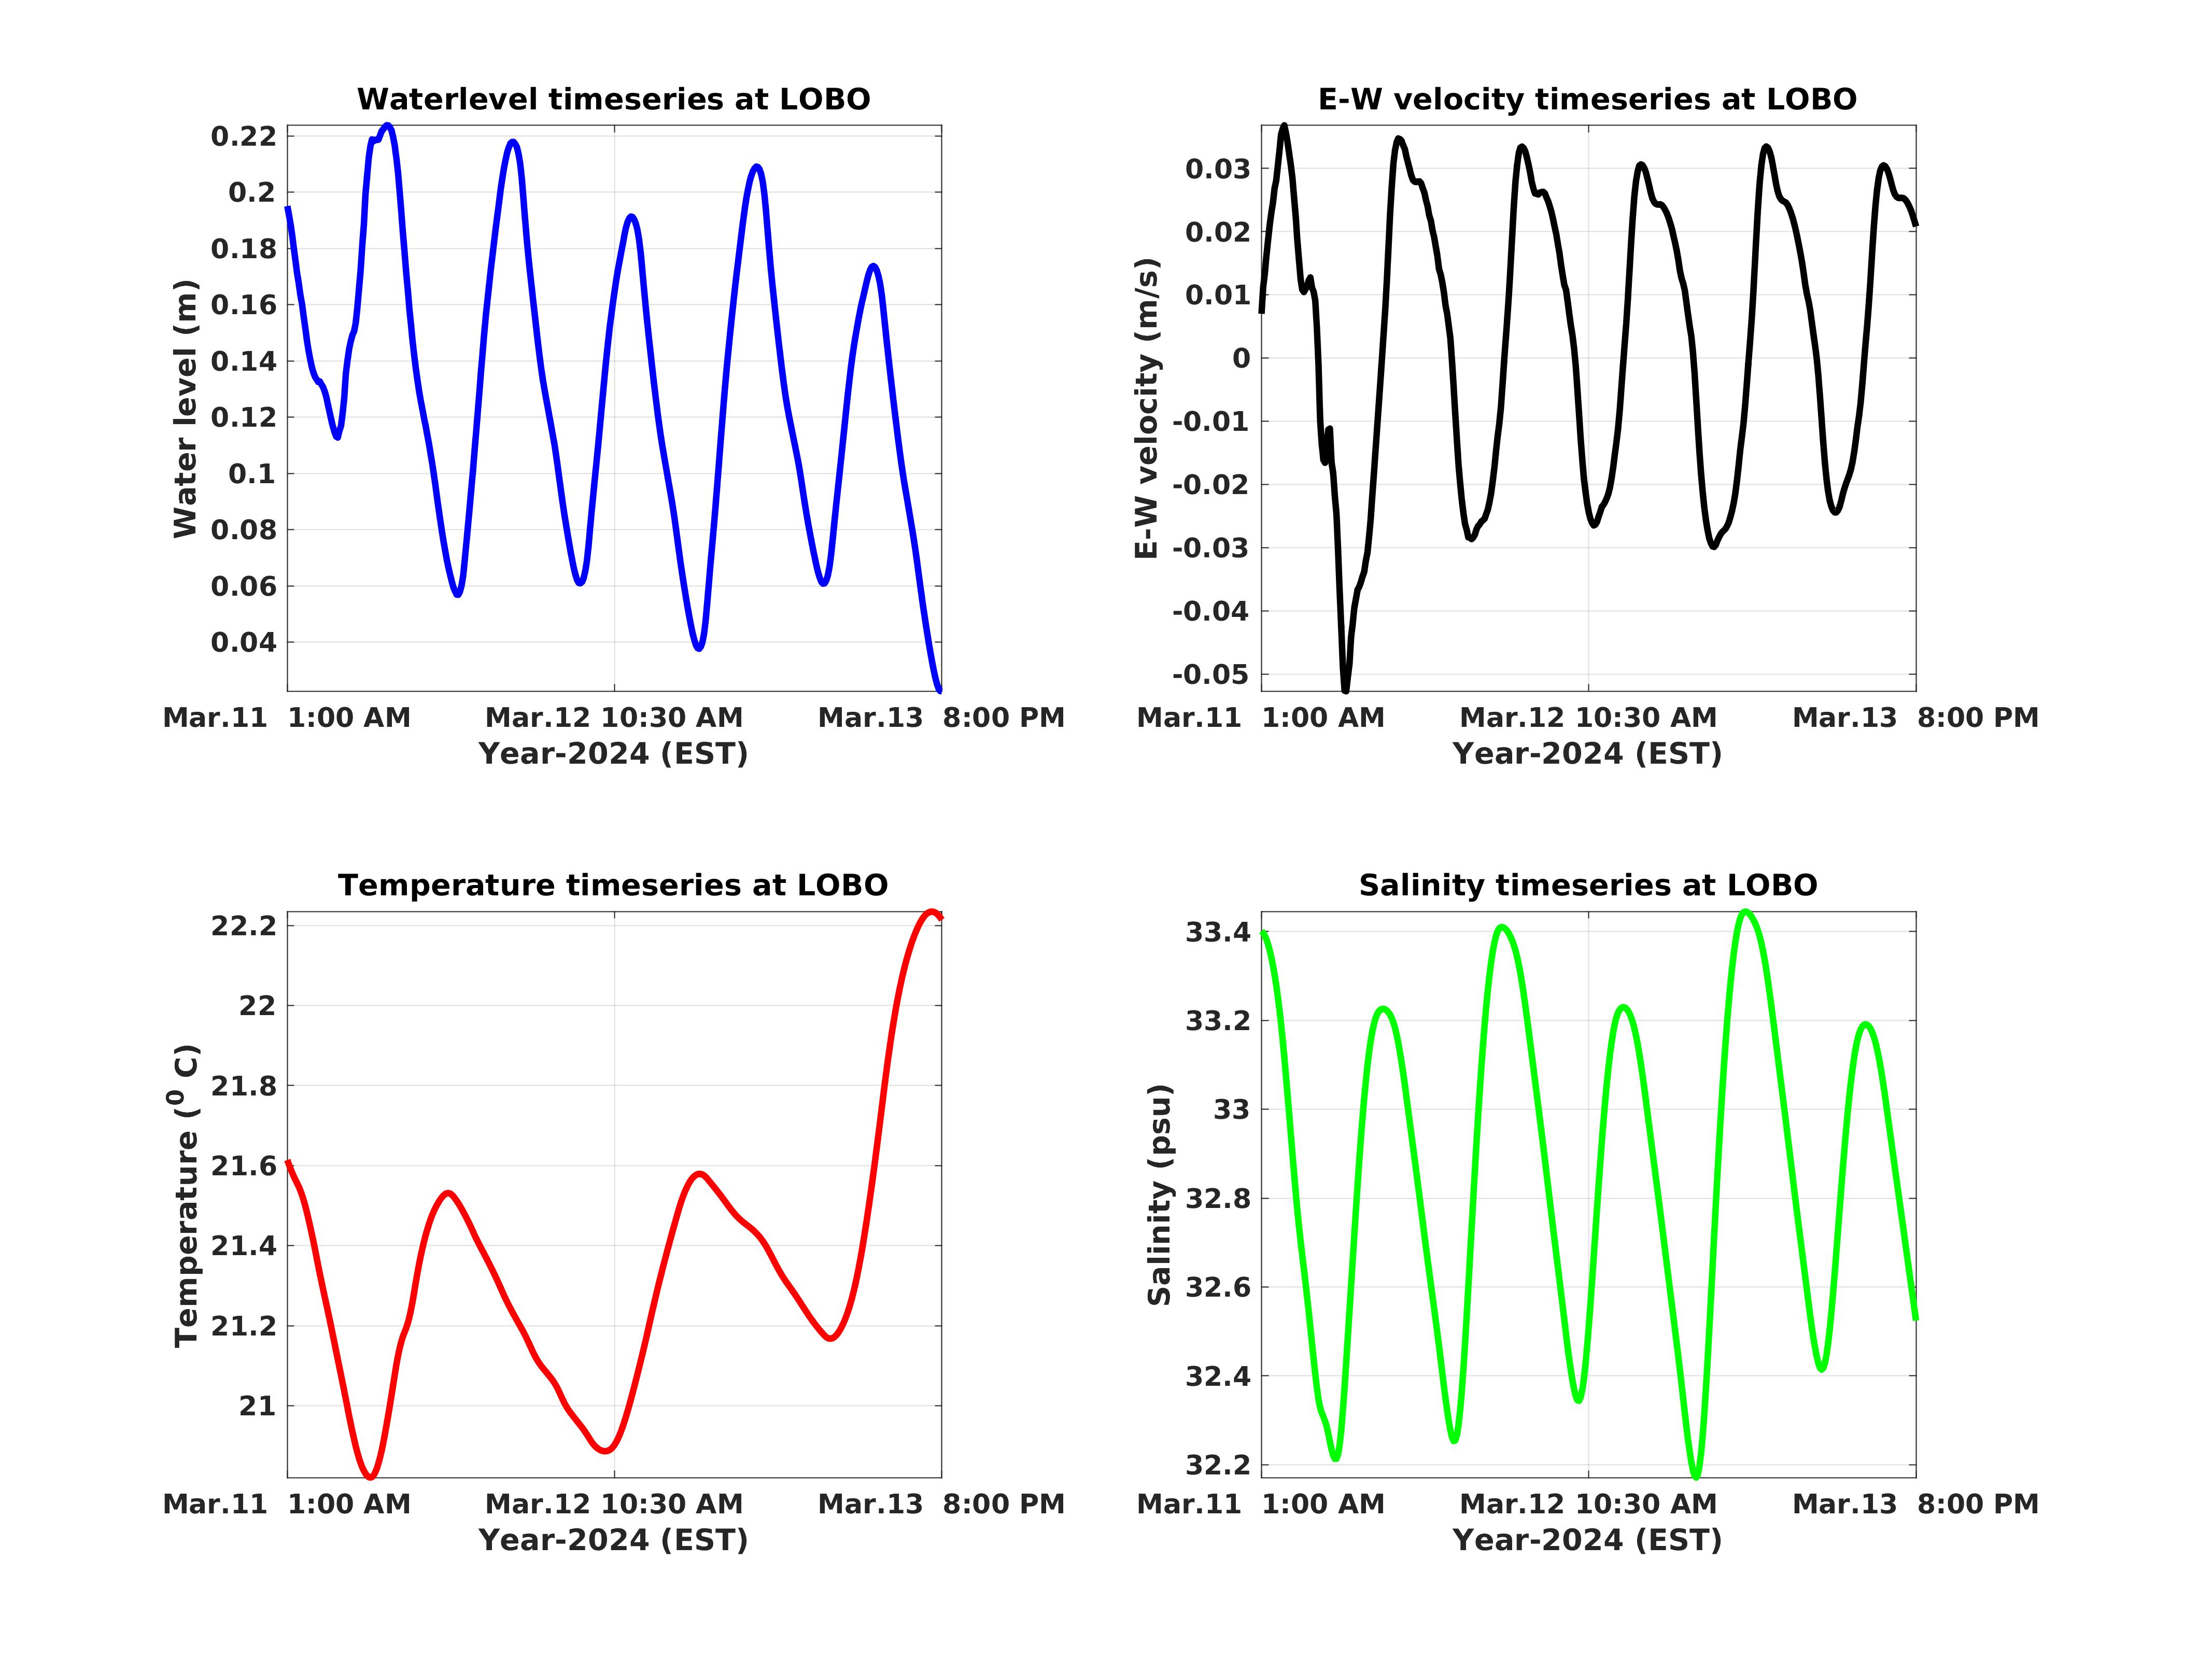 Waterlevel timeseries at LOBO
0.22
0.2
0.18
0.16
0.14
0.12
0.1
0.08
0.06
0.04
Water level (m)
Mar.11 1:00 AM Mar.12 10:30 AM Mar.13 8:00 PM
Year-2024 (EST)
E-W velocity timeseries at LOBO
0.03
0.02
0.01
0
-0.01
-0.02
-0.03
-0.04
-0.05
E-W velocity (m/s)
Mar.11 1:00 AM Mar.12 10:30 AM Mar.13 8:00 PM
Year-2024 (EST)
Temperature timeseries at LOBO
22.2
22
21.8
21.6
21.4
21.2
21
Temperature (⁰ C)
Mar.11 1:00 AM Mar.12 10:30 AM Mar.13 8:00 PM
Year-2024 (EST)
Salinity timeseries at LOBO
33.4
33.2
33
32.8
32.6
32.4
32.2
Salinity (psu)
Mar.11 1:00 AM Mar.12 10:30 AM Mar.13 8:00 PM
Year-2024 (EST)